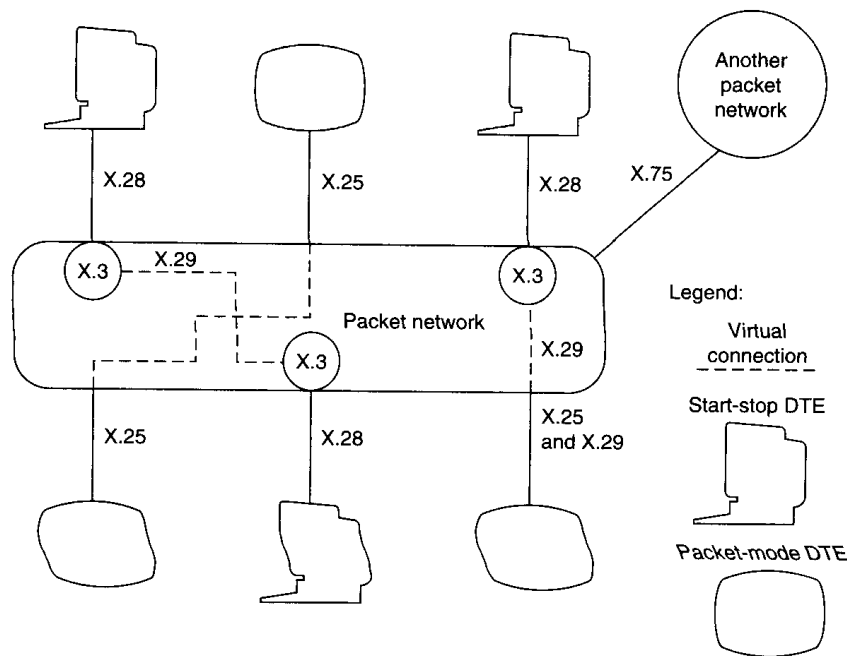 Another
packet
network
X.28
X.25
X.28
X.75
X.3
X.29
X.3
Packet network
X.3
X.29
Legend:
Virtual
connection
Start-stop DTE
X.25
X.28
X.25
and X.29
Packet-mode DTE